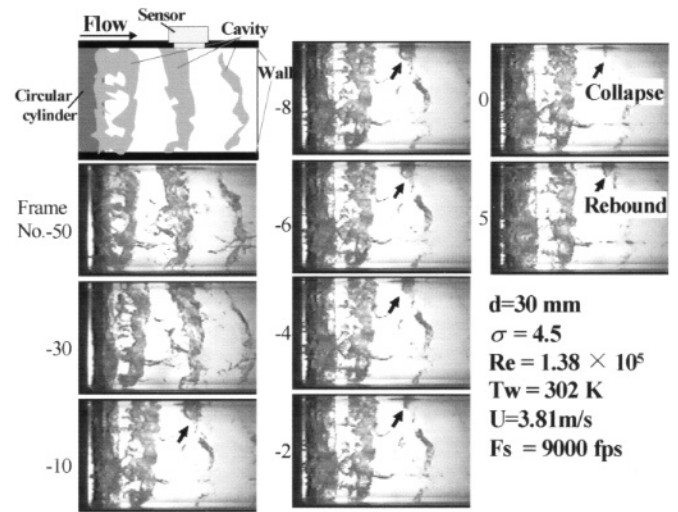 Flow
Sensor
Cavity
Wall
Circular
cylinder
Frame
No.-50
-30
-10
-8
-6
-4
-2
0
Collapse
5
Rebound
d=30 mm
σ = 4.5
Re = 1.38 × 10⁵
Tw = 302 K
U=3.81m/s
Fs = 9000 fps